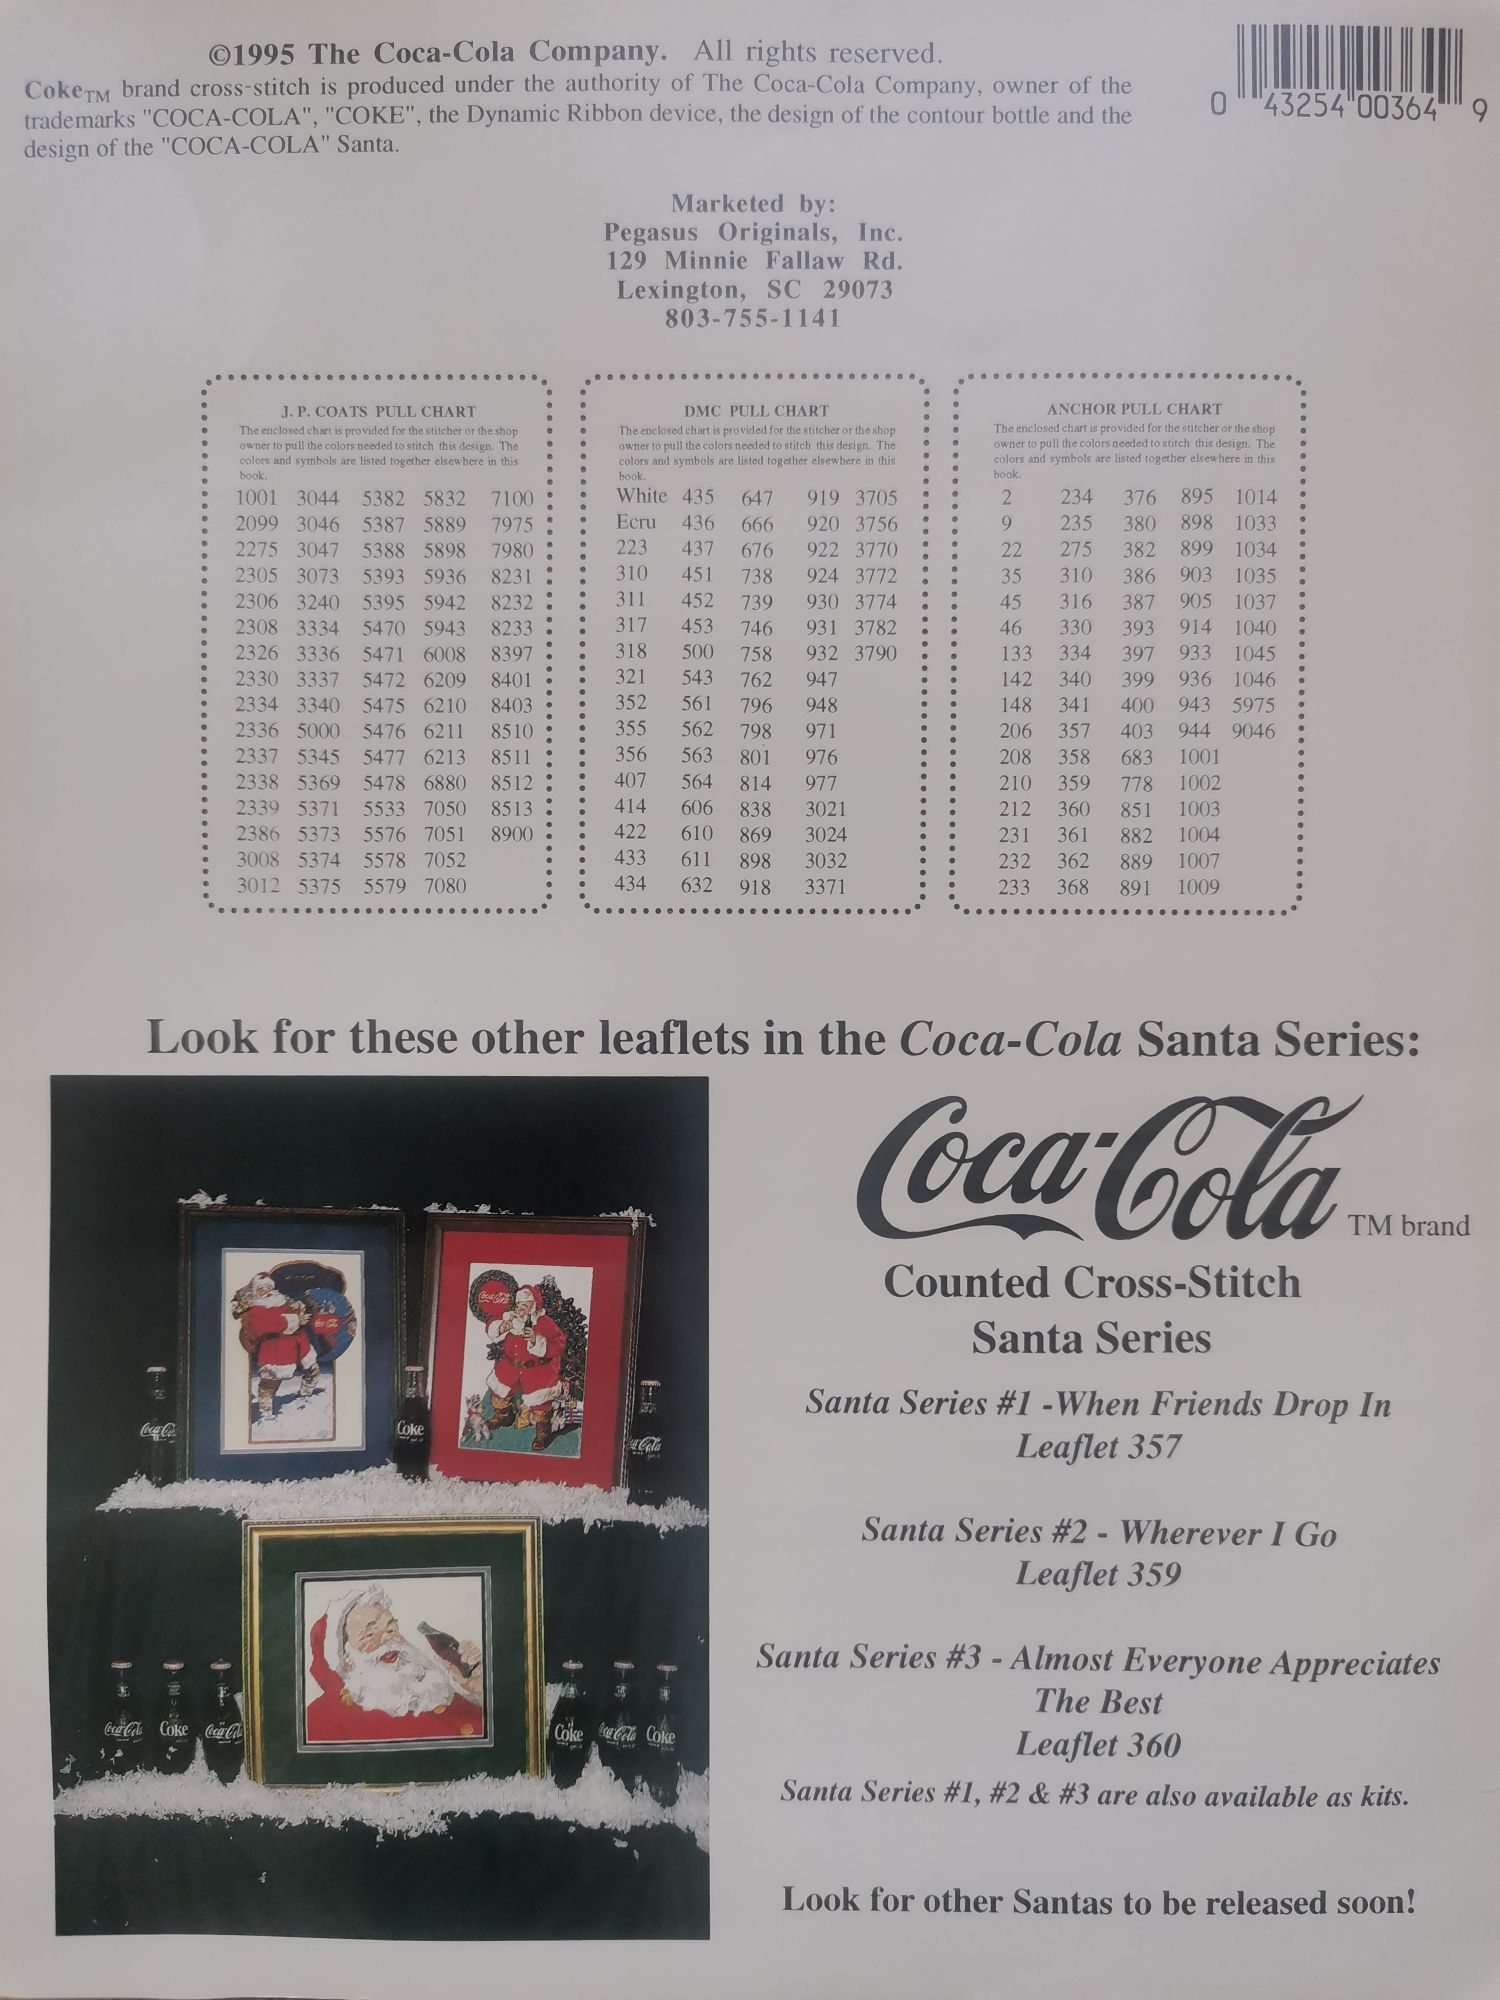 ©1995 The Coca-Cola Company. All rights reserved.
Coke™ brand cross-stitch is produced under the authority of The Coca-Cola Company, owner of the
trademarks "COCA-COLA", "COKE", the Dynamic Ribbon device, the design of the contour bottle and the
design of the "COCA-COLA" Santa.
0 43254 00364 9
Marketed by:
Pegasus Originals, Inc.
129 Minnie Fallaw Rd.
Lexington, SC 29073
803-755-1141
J. P. COATS PULL CHART
The enclosed chart is provided for the stitcher or the shop
owner to pull the colors needed to stitch this design. The
colors and symbols are listed together elsewhere in this
book.
1001 3044 5382 5832 7100
2099 3046 5387 5889 7975
2275 3047 5388 5898 7980
2305 3073 5393 5936 8231
2306 3240 5395 5942 8232
2308 3334 5470 5943 8233
2326 3336 5471 6008 8397
2330 3337 5472 6209 8401
2334 3340 5475 6210 8403
2336 5000 5476 6211 8510
2337 5345 5477 6213 8511
2338 5369 5478 6880 8512
2339 5371 5533 7050 8513
2386 5373 5576 7051 8900
3008 5374 5578 7052
3012 5375 5579 7080
DMC PULL CHART
The enclosed chart is provided for the stitcher or the shop
owner to pull the colors needed to stitch this design. The
colors and symbols are listed together elsewhere in this
book.
White 435 647 919 3705
Ecru 436 666 920 3756
223 437 676 922 3770
310 451 738 924 3772
311 452 739 930 3774
317 453 746 931 3782
318 500 758 932 3790
321 543 762 947
352 561 796 948
355 562 798 971
356 563 801 976
407 564 814 977
414 606 838 3021
422 610 869 3024
433 611 898 3032
434 632 918 3371
ANCHOR PULL CHART
The enclosed chart is provided for the stitcher or the shop
owner to pull the colors needed to stitch this design. The
colors and symbols are listed together elsewhere in this
book.
2 234 376 895 1014
9 235 380 898 1033
22 275 382 899 1034
35 310 386 903 1035
45 316 387 905 1037
46 330 393 914 1040
133 334 397 933 1045
142 340 399 936 1046
148 341 400 943 5975
206 357 403 944 9046
208 358 683 1001
210 359 778 1002
212 360 851 1003
231 361 882 1004
232 362 889 1007
233 368 891 1009
Look for these other leaflets in the Coca-Cola Santa Series:
Coca-Cola
Coke
Coca-Cola
Coke
Coke
Coca-Cola
Coke
Coca-Cola TM brand
Counted Cross-Stitch
Santa Series
Santa Series #1 -When Friends Drop In
Leaflet 357
Santa Series #2 - Wherever I Go
Leaflet 359
Santa Series #3 - Almost Everyone Appreciates
The Best
Leaflet 360
Santa Series #1, #2 & #3 are also available as kits.
Look for other Santas to be released soon!